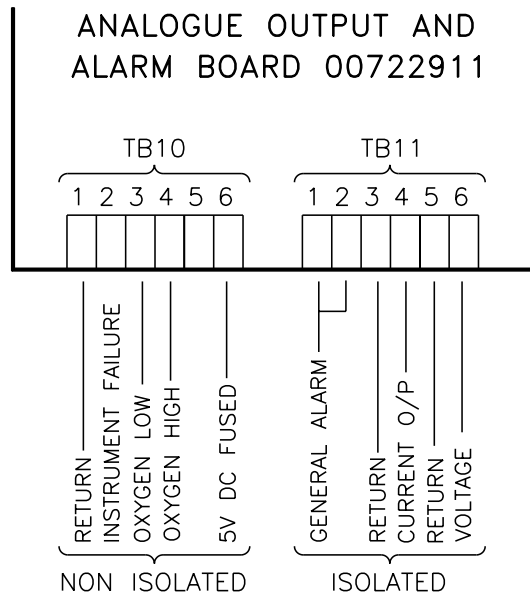 ANALOGUE OUTPUT AND
ALARM BOARD 00722911
TB10
1 2 3 4 5 6
RETURN
INSTRUMENT FAILURE
OXYGEN LOW
OXYGEN HIGH
5V DC FUSED
NON ISOLATED
TB11
1 2 3 4 5 6
GENERAL ALARM
RETURN
CURRENT O/P
RETURN
VOLTAGE
ISOLATED